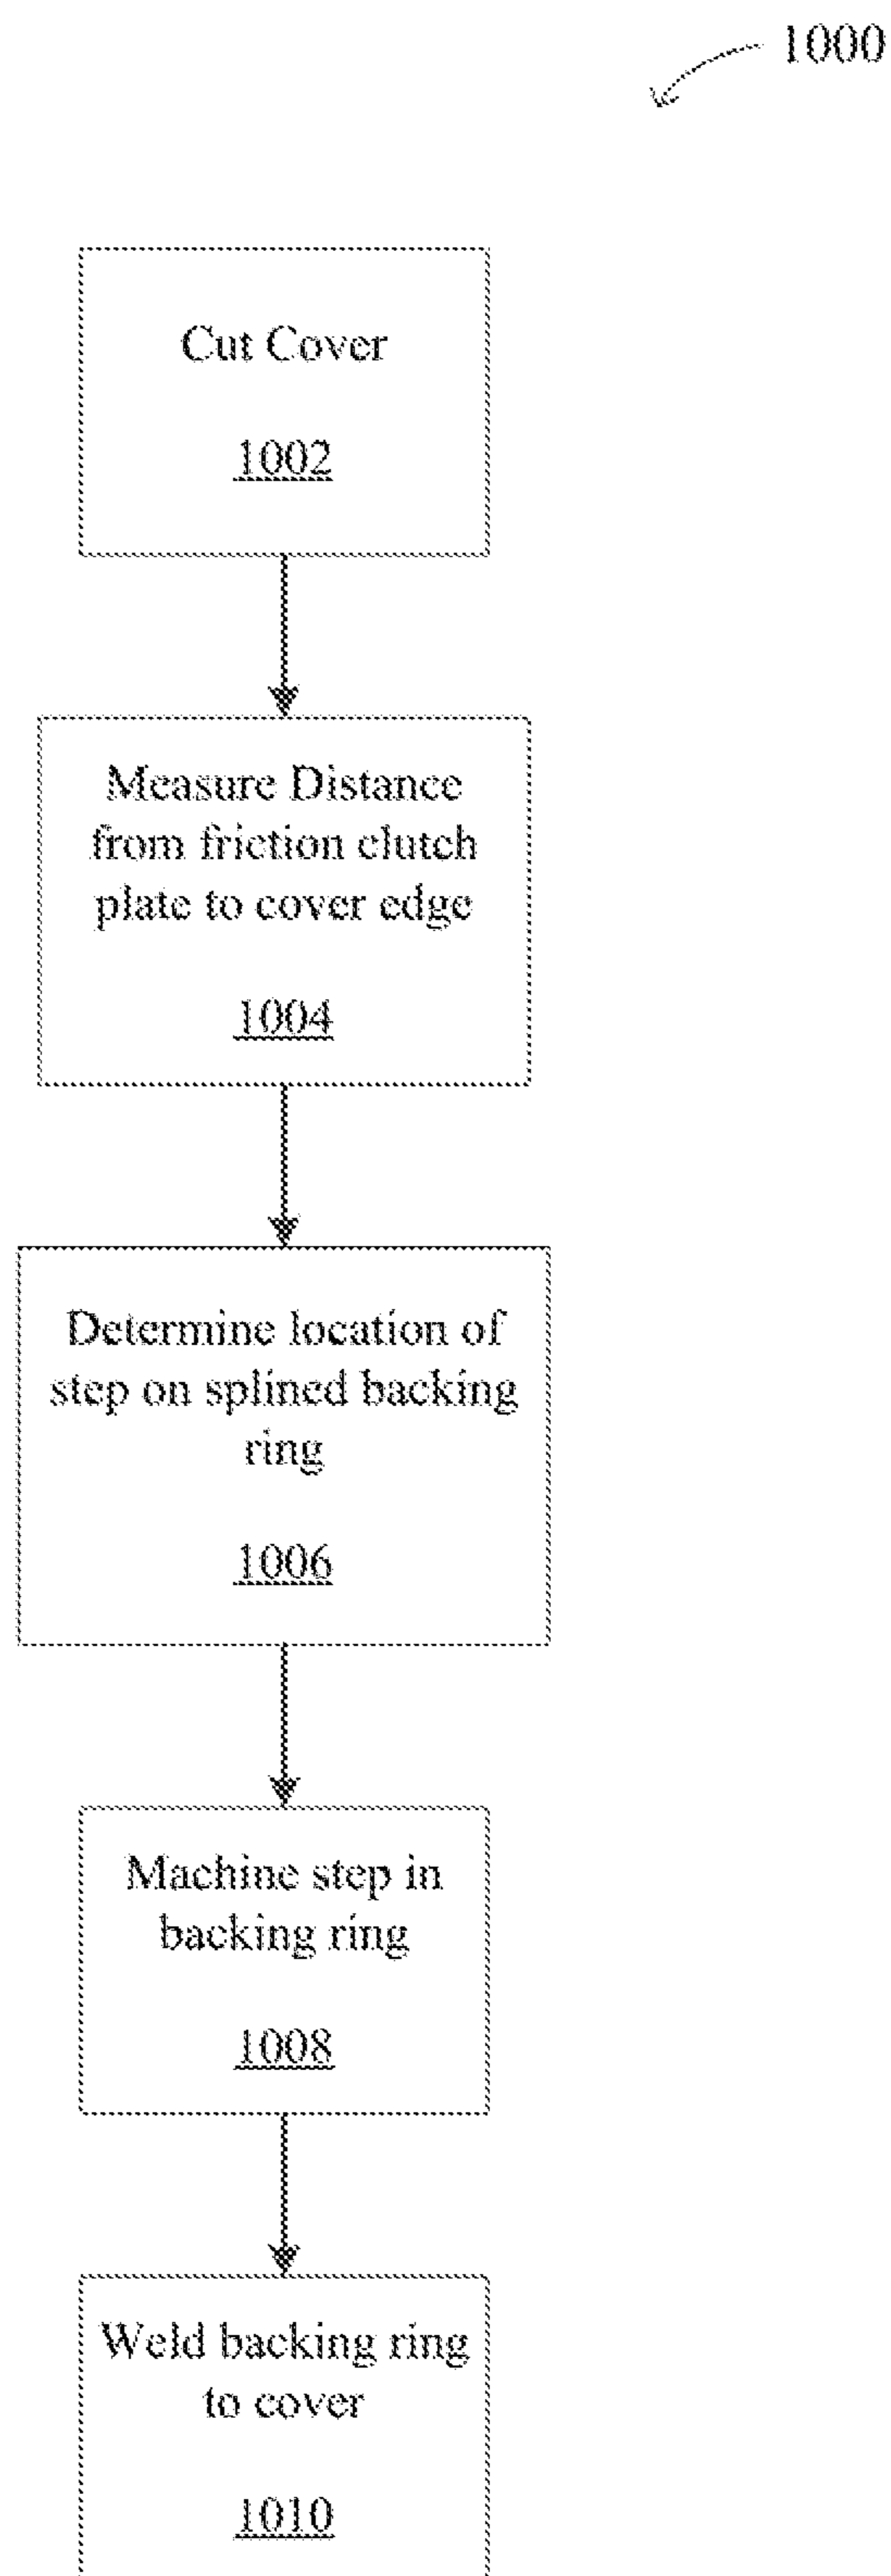 1000
Cut Cover
1002
Measure Distance
from friction clutch
plate to cover edge
1004
Determine location of
step on splined backing
ring
1006
Machine step in
backing ring
1008
Weld backing ring
to cover
1010